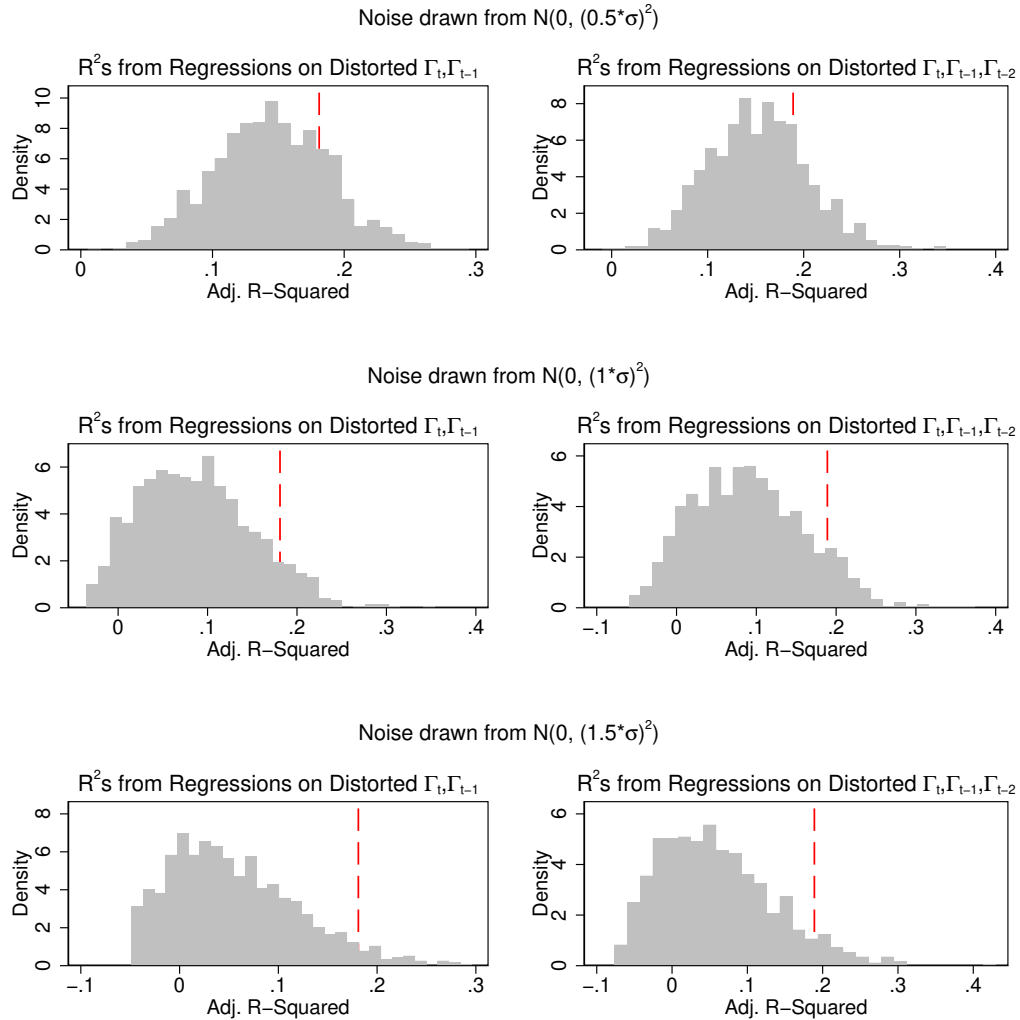 Noise drawn from N(0, (0.5*σ)²)
R²s from Regressions on Distorted Γₜ,Γₜ₋₁
R²s from Regressions on Distorted Γₜ,Γₜ₋₁,Γₜ₋₂
Density
0 2 4 6 8 10
0 .1 .2 .3
Adj. R−Squared
Density
0 2 4 6 8
0 .1 .2 .3 .4
Adj. R−Squared
Noise drawn from N(0, (1*σ)²)
R²s from Regressions on Distorted Γₜ,Γₜ₋₁
R²s from Regressions on Distorted Γₜ,Γₜ₋₁,Γₜ₋₂
Density
0 2 4 6
0 .1 .2 .3 .4
Adj. R−Squared
Density
0 2 4 6
−.1 0 .1 .2 .3 .4
Adj. R−Squared
Noise drawn from N(0, (1.5*σ)²)
R²s from Regressions on Distorted Γₜ,Γₜ₋₁
R²s from Regressions on Distorted Γₜ,Γₜ₋₁,Γₜ₋₂
Density
0 2 4 6 8
−.1 0 .1 .2 .3
Adj. R−Squared
Density
0 2 4 6
−.1 0 .1 .2 .3 .4
Adj. R−Squared